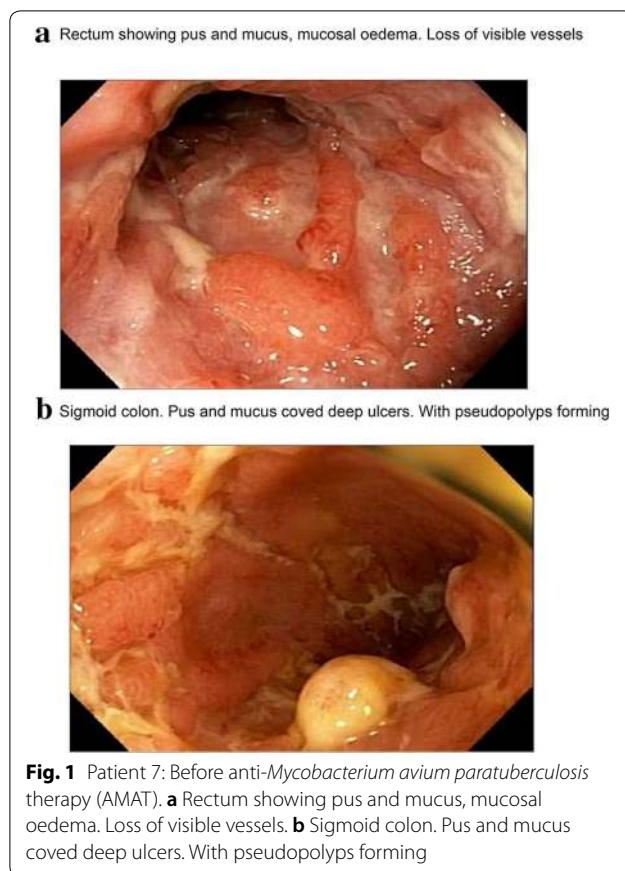 a Rectum showing pus and mucus, mucosal oedema. Loss of visible vessels
b Sigmoid colon. Pus and mucus coved deep ulcers. With pseudopolyps forming
Fig. 1 Patient 7: Before anti-Mycobacterium avium paratuberculosis
therapy (AMAT). a Rectum showing pus and mucus, mucosal
oedema. Loss of visible vessels. b Sigmoid colon. Pus and mucus
coved deep ulcers. With pseudopolyps forming